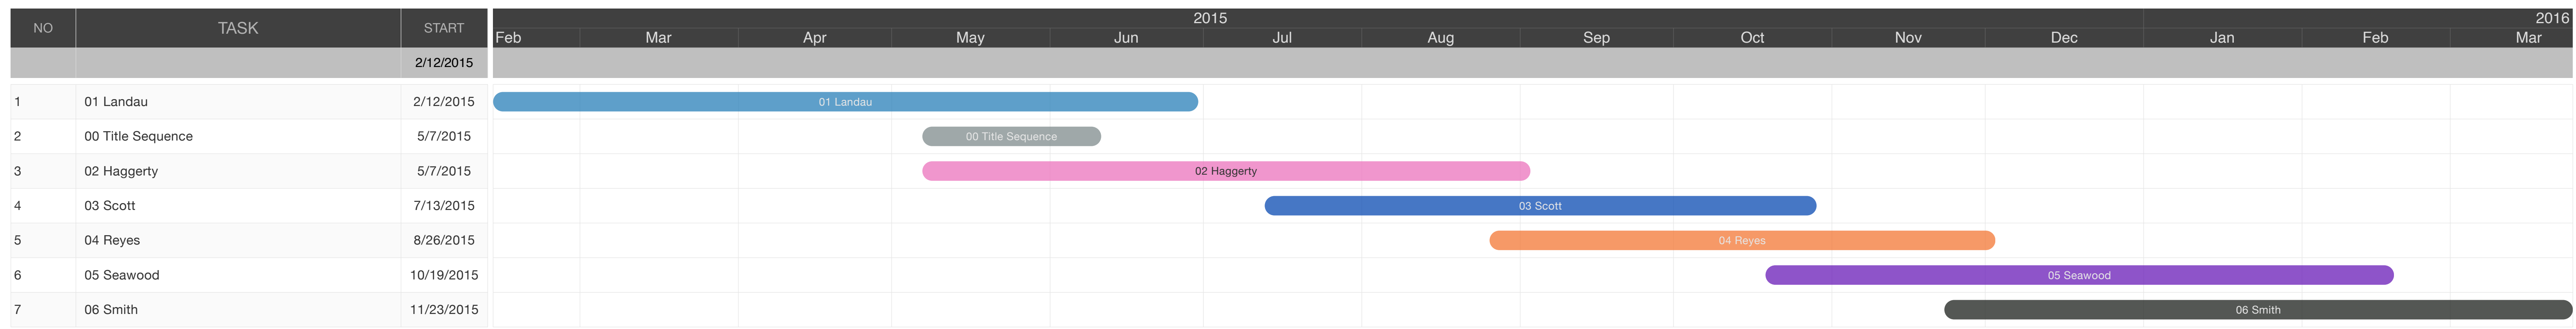 NO TASK START 2015 2016
Feb Mar Apr May Jun Jul Aug Sep Oct Nov Dec Jan Feb Mar
2/12/2015
1 01 Landau 2/12/2015 01 Landau
2 00 Title Sequence 5/7/2015 00 Title Sequence
3 02 Haggerty 5/7/2015 02 Haggerty
4 03 Scott 7/13/2015 03 Scott
5 04 Reyes 8/26/2015 04 Reyes
6 05 Seawood 10/19/2015 05 Seawood
7 06 Smith 11/23/2015 06 Smith